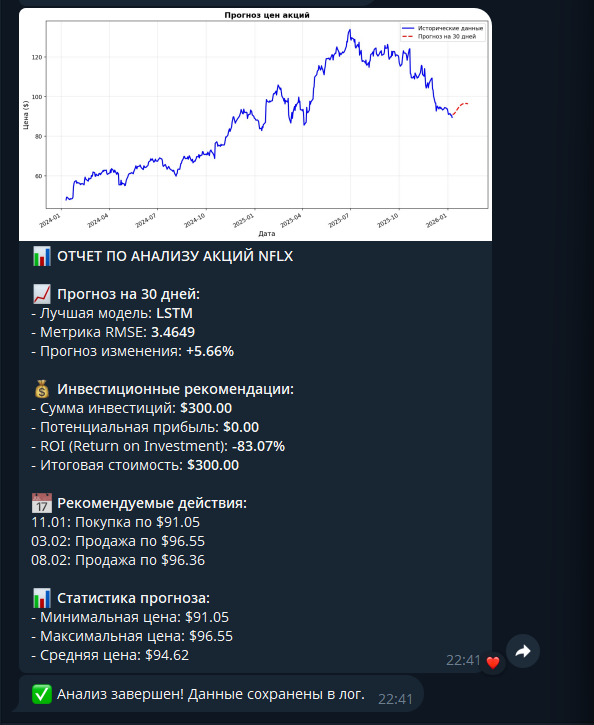 Прогноз цен акций
Исторические данные
Прогноз на 30 дней
Цена ($)
120
100
80
60
2024-01
2024-04
2024-07
2024-10
2025-01
2025-04
2025-07
2025-10
2026-01
Дата
📊 ОТЧЕТ ПО АНАЛИЗУ АКЦИЙ NFLX
📈 Прогноз на 30 дней:
- Лучшая модель: LSTM
- Метрика RMSE: 3.4649
- Прогноз изменения: +5.66%
💰 Инвестиционные рекомендации:
- Сумма инвестиций: $300.00
- Потенциальная прибыль: $0.00
- ROI (Return on Investment): -83.07%
- Итоговая стоимость: $300.00
📅 Рекомендуемые действия:
11.01: Покупка по $91.05
03.02: Продажа по $96.55
08.02: Продажа по $96.36
📊 Статистика прогноза:
- Минимальная цена: $91.05
- Максимальная цена: $96.55
- Средняя цена: $94.62
22:41
✅ Анализ завершен! Данные сохранены в лог. 22:41